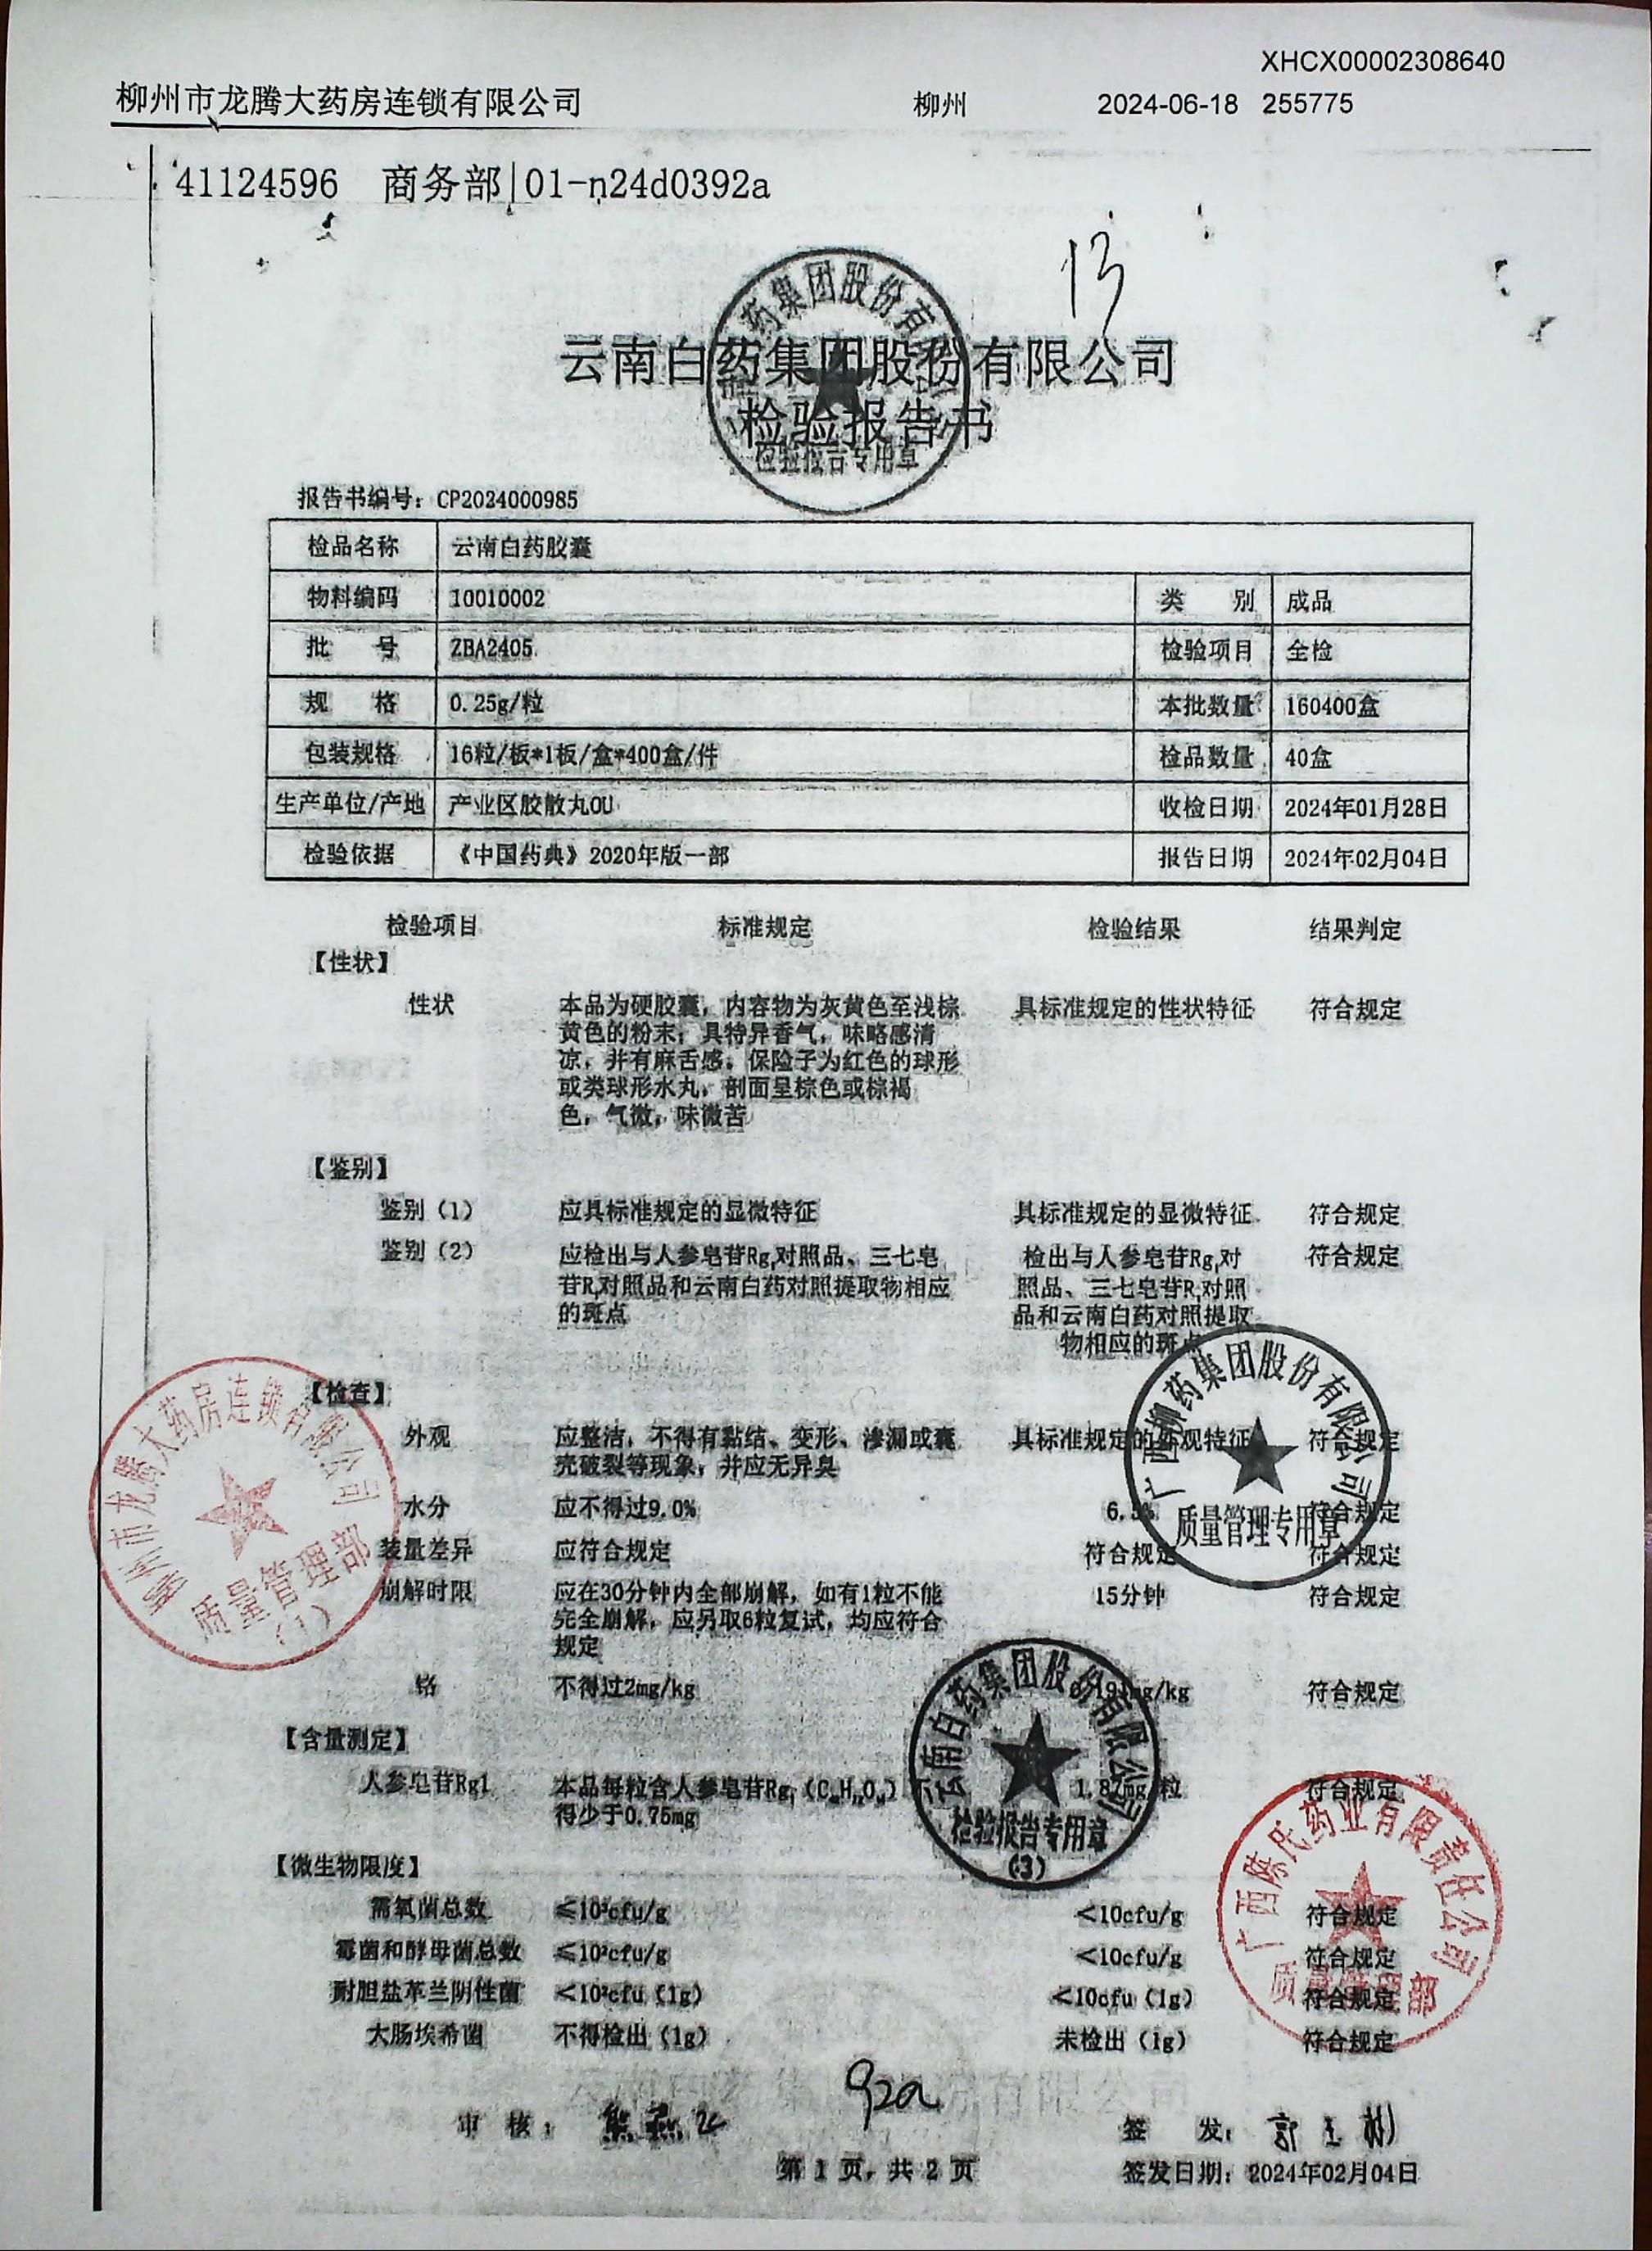 XHCX00002308640
柳州市龙腾大药房连锁有限公司 柳州 2024-06-18 255775
41124596 商务部|01-n24d0392a
13
云南白药集团股份有限公司
检验报告书
检验报告专用章
报告书编号：CP2024000985
检品名称 云南白药胶囊
物料编码 10010002 类 别 成品
批 号 ZBA2405 检验项目 全检
规 格 0.25g/粒 本批数量 160400盒
包装规格 16粒/板*1板/盒*400盒/件 检品数量 40盒
生产单位/产地 产业区胶散丸OU 收检日期 2024年01月28日
检验依据 《中国药典》2020年版一部 报告日期 2024年02月04日
检验项目 标准规定 检验结果 结果判定
【性状】
性状 本品为硬胶囊，内容物为灰黄色至浅棕 具标准规定的性状特征 符合规定
黄色的粉末；具特异香气，味略感清
凉，并有麻舌感。保险子为红色的球形
或类球形水丸，剖面呈棕色或棕褐
色，气微，味微苦
【鉴别】
鉴别（1） 应具标准规定的显微特征 具标准规定的显微特征 符合规定
鉴别（2） 应检出与人参皂苷Rg₁对照品、三七皂 检出与人参皂苷Rg₁对 符合规定
苷R₁对照品和云南白药对照提取物相应 照品、三七皂苷R₁对照
的斑点 品和云南白药对照提取
物相应的斑点
【检查】
外观 应整洁，不得有黏结、变形、渗漏或囊 具标准规定的外观特征 符合规定
壳破裂等现象，并应无异臭
水分 应不得过9.0% 符合规定
装量差异 应符合规定 符合规定 符合规定
崩解时限 应在30分钟内全部崩解，如有1粒不能 15分钟 符合规定
完全崩解，应另取6粒复试，均应符合
规定
铬 不得过2mg/kg mg/kg 符合规定
【含量测定】
人参皂苷Rg1 本品每粒含人参皂苷Rg₁ 不 1.87mg/粒 符合规定
得少于0.75mg
【微生物限度】
需氧菌总数 ≤10³cfu/g <10cfu/g 符合规定
霉菌和酵母菌总数 ≤10²cfu/g <10cfu/g 符合规定
耐胆盐革兰阴性菌 <10²cfu（1g） <10cfu（1g） 符合规定
大肠埃希菌 不得检出（1g） 未检出（1g） 符合规定
广西柳药集团股份有限公司
质量管理专用章
柳州市龙腾大药房连锁有限公司
质量管理部
（1）
云南白药集团股份有限公司
检验报告专用章
（3）
广西陈氏药业有限责任公司
质量管理部
92a
审 核： 签 发：
第 1 页，共 2 页 签发日期：2024年02月04日